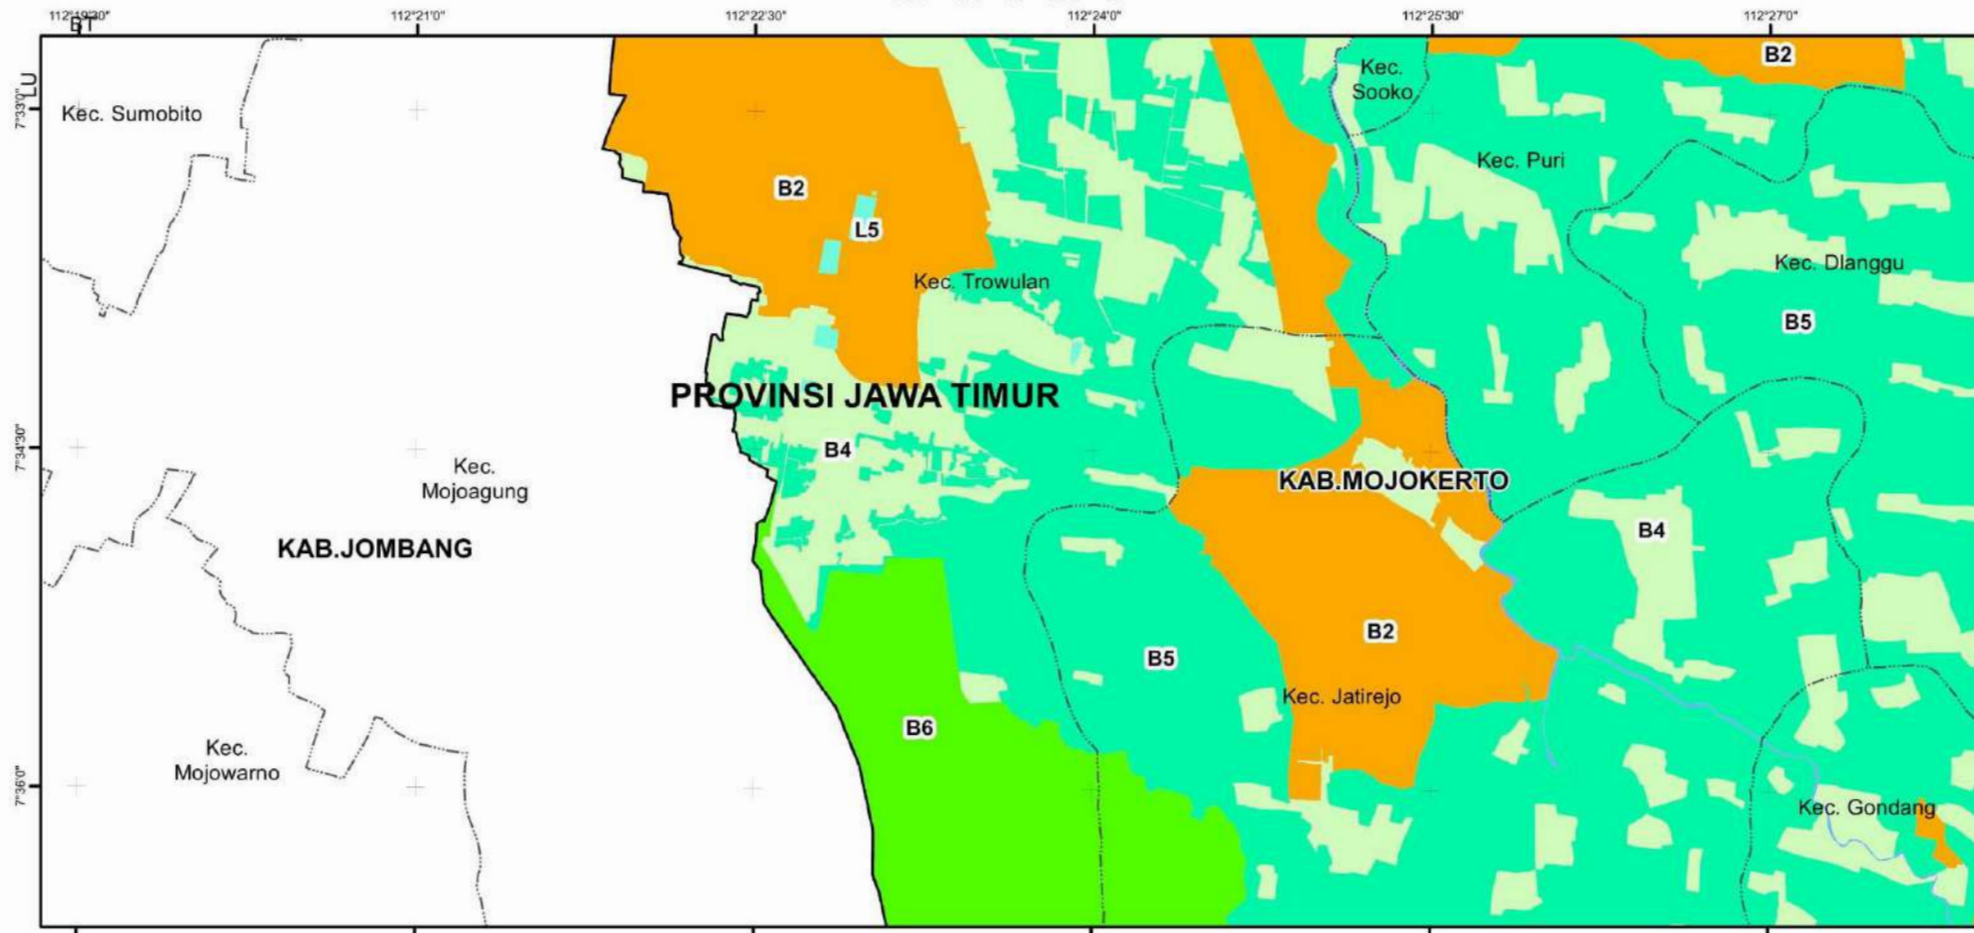 112°19'30"
112°21'0"
112°22'30"
112°24'0"
112°25'30"
112°27'0"
BT
LU
7°33'0"
7°34'30"
7°36'0"
B2
Kec.
Sooko
Kec. Sumobito
Kec. Puri
B2
L5
Kec. Dlanggu
Kec. Trowulan
B5
PROVINSI JAWA TIMUR
B4
Kec.
Mojoagung
KAB.MOJOKERTO
B4
KAB.JOMBANG
B2
B5
Kec. Jatirejo
B6
Kec.
Mojowarno
Kec. Gondang